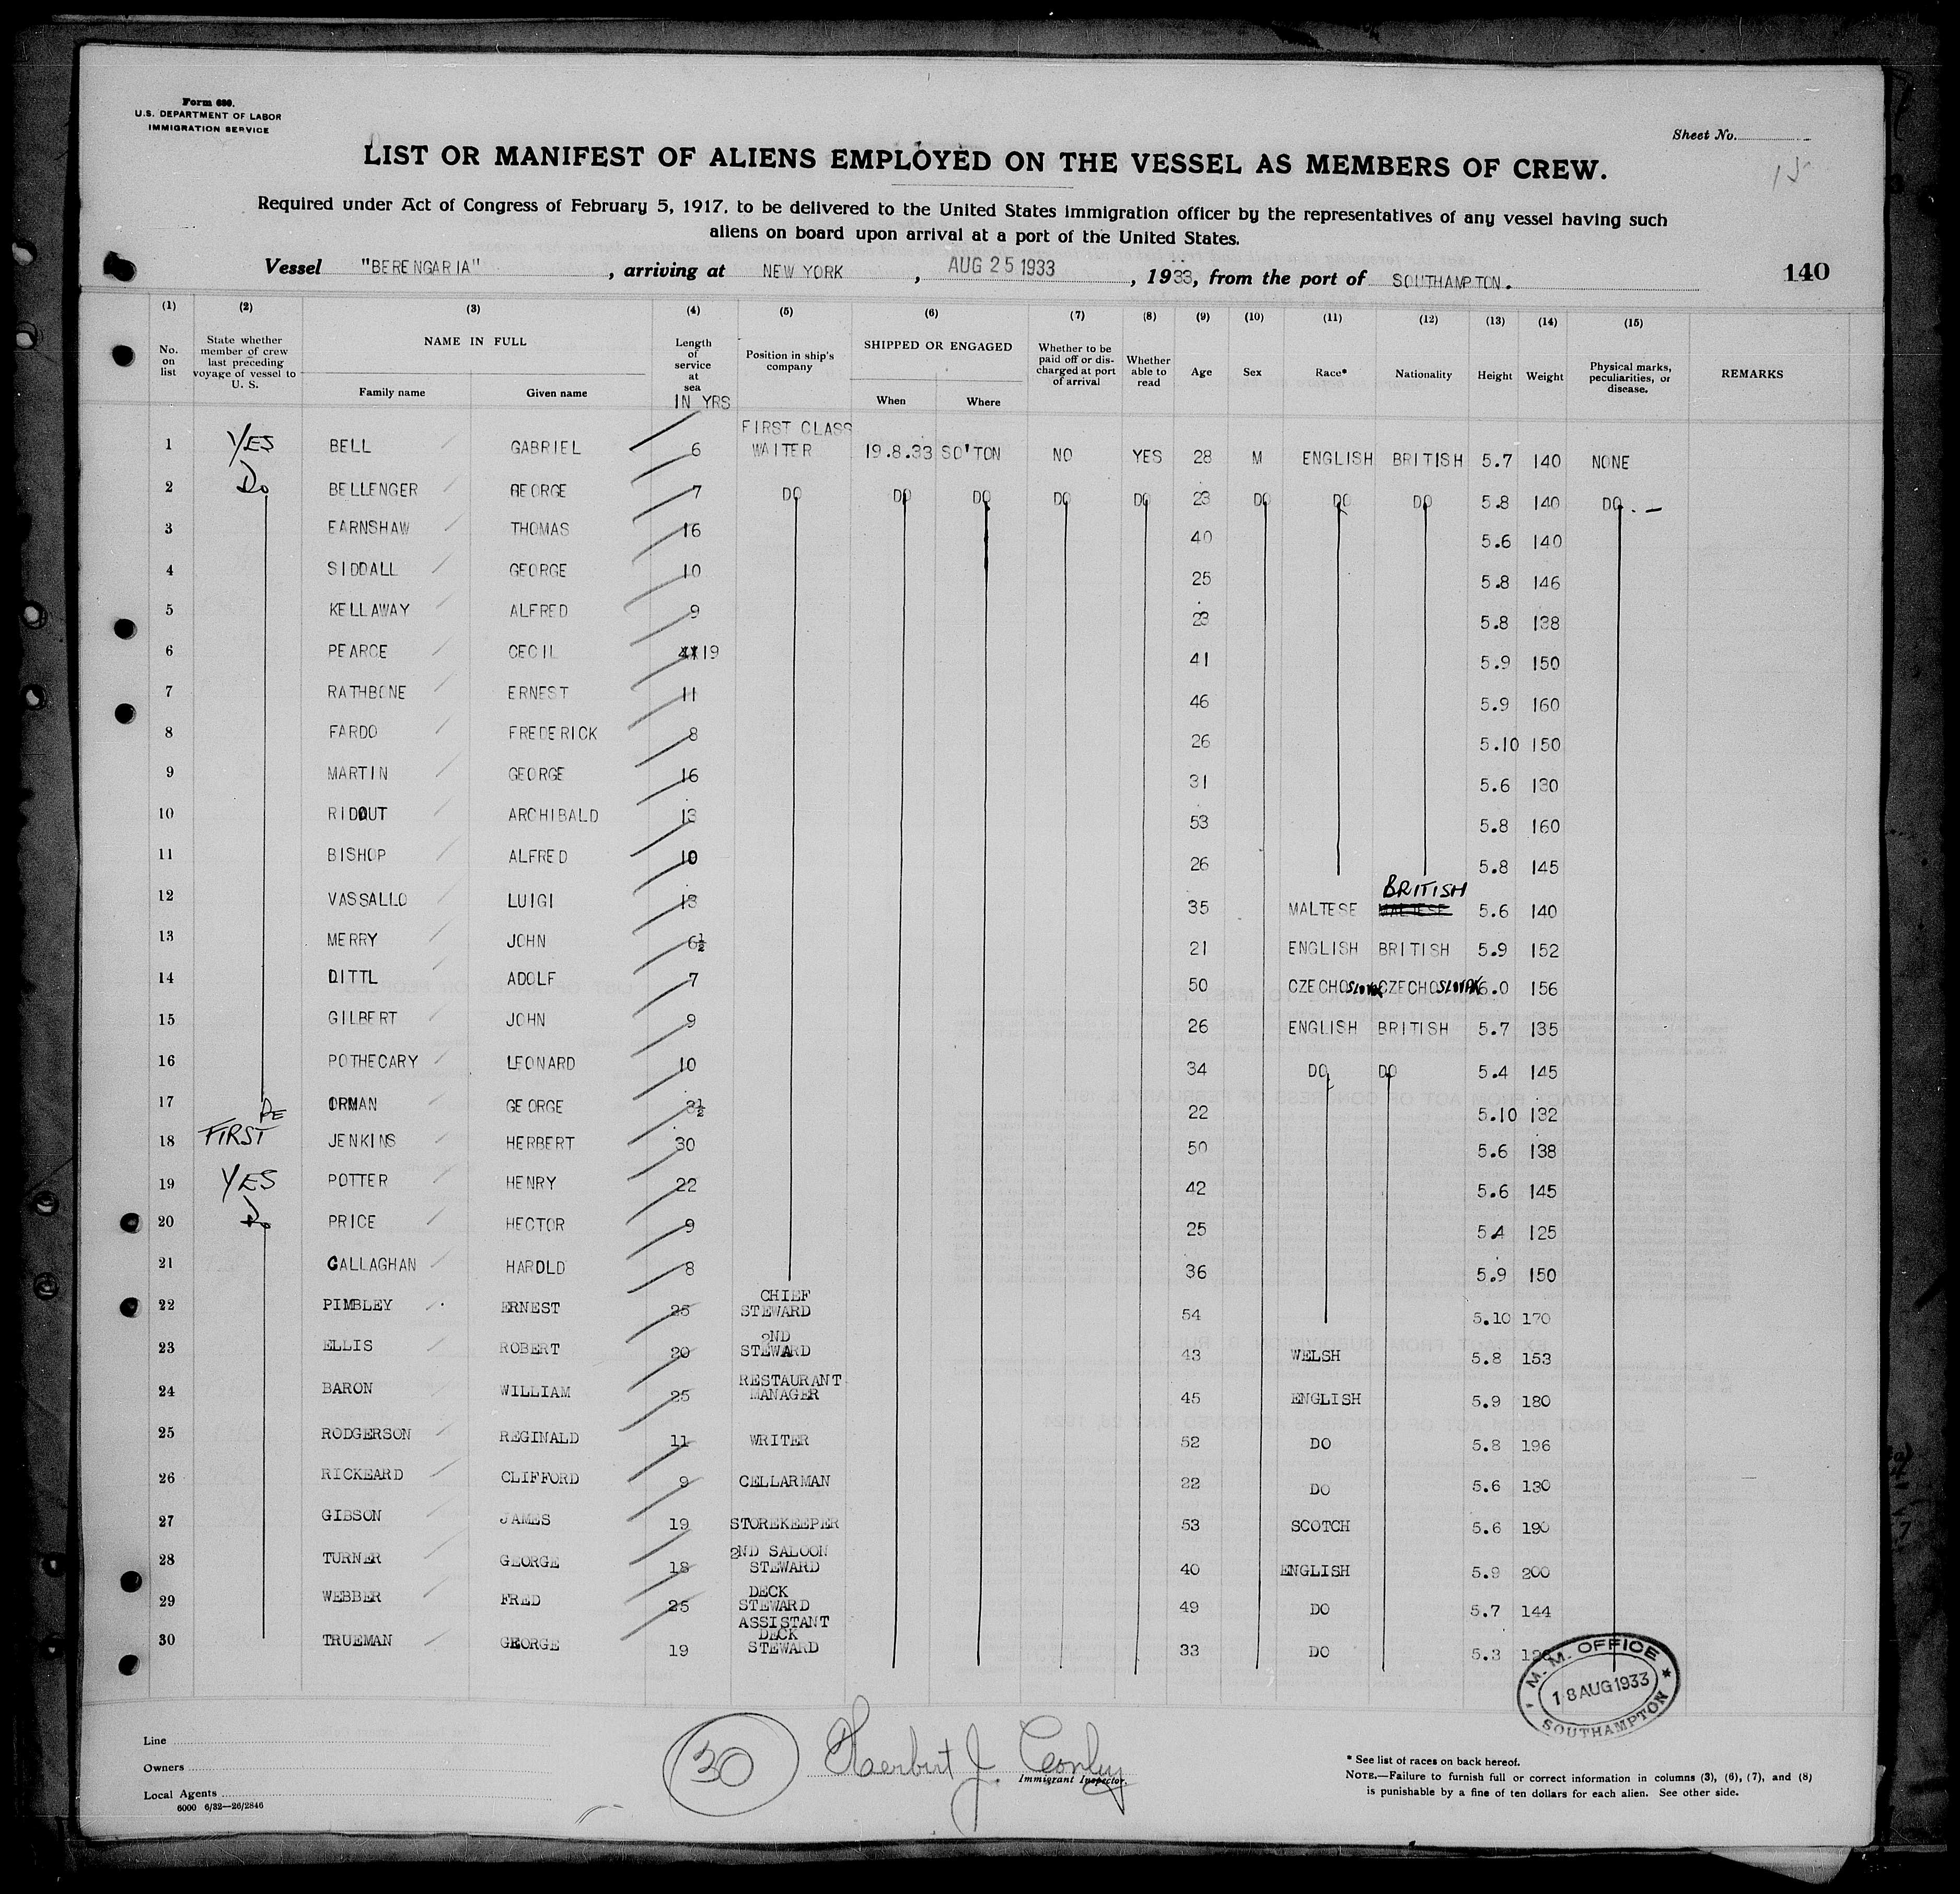 Form 680.
U.S. DEPARTMENT OF LABOR
IMMIGRATION SERVICE
Sheet No.
LIST OR MANIFEST OF ALIENS EMPLOYED ON THE VESSEL AS MEMBERS OF CREW.
Required under Act of Congress of February 5, 1917, to be delivered to the United States immigration officer by the representatives of any vessel having such
aliens on board upon arrival at a port of the United States.
Vessel "BERENGARIA", arriving at NEW YORK, AUG 25 1933, 1933, from the port of SOUTHAMPTON. 140
(1) (2) (3) (4) (5) (6) (7) (8) (9) (10) (11) (12) (13) (14) (15)
No. on list State whether member of crew last preceding voyage of vessel to U. S. NAME IN FULL Family name Given name Length of service at sea IN YRS Position in ship's company SHIPPED OR ENGAGED When Where Whether to be paid off or discharged at port of arrival Whether able to read Age Sex Race* Nationality Height Weight Physical marks, peculiarities, or disease. REMARKS
1 YES BELL GABRIEL 6 FIRST CLASS WAITER 19.8.33 SO'TON NO YES 28 M ENGLISH BRITISH 5.7 140 NONE
2 Do BELLENGER GEORGE 7 DO DO DO DO DO 23 DO DO DO 5.8 140 DO.
3 EARNSHAW THOMAS 16 40 5.6 140
4 SIDDALL GEORGE 10 25 5.8 146
5 KELLAWAY ALFRED 9 23 5.8 138
6 PEARCE CECIL 19 41 5.9 150
7 RATHBONE ERNEST 11 46 5.9 160
8 FARDO FREDERICK 8 26 5.10 150
9 MARTIN GEORGE 16 31 5.6 130
10 RIDOUT ARCHIBALD 13 53 5.8 160
11 BISHOP ALFRED 10 26 5.8 145
12 VASSALLO LUIGI 13 35 MALTESE MALTESE BRITISH 5.6 140
13 MERRY JOHN 6½ 21 ENGLISH BRITISH 5.9 152
14 DITTL ADOLF 7 50 CZECHOSLOVAK CZECHOSLOVAK 6.0 156
15 GILBERT JOHN 9 26 ENGLISH BRITISH 5.7 135
16 POTHECARY LEONARD 10 34 DO DO 5.4 145
17 ORMAN GEORGE 3½ 22 5.10 132
18 FIRST JENKINS HERBERT 30 50 5.6 138
19 YES POTTER HENRY 22 42 5.6 145
20 Do PRICE HECTOR 9 25 5.4 125
21 CALLAGHAN HAROLD 8 36 5.9 150
22 PIMBLEY ERNEST 25 CHIEF STEWARD 54 5.10 170
23 ELLIS ROBERT 20 2ND STEWARD 43 WELSH 5.8 153
24 BARON WILLIAM 25 RESTAURANT MANAGER 45 ENGLISH 5.9 180
25 RODGERSON REGINALD 11 WRITER 52 DO 5.8 196
26 RICKEARD CLIFFORD 9 CELLARMAN 22 DO 5.6 130
27 GIBSON JAMES 19 STOREKEEPER 53 SCOTCH 5.6 190
28 TURNER GEORGE 18 2ND SALOON STEWARD 40 ENGLISH 5.9 200
29 WEBBER FRED 25 DECK STEWARD 49 DO 5.7 144
30 TRUEMAN GEORGE 19 ASSISTANT DECK STEWARD 33 DO 5.3
M. M. OFFICE
18 AUG 1933
SOUTHAMPTON
Line
Owners
Local Agents
6000 6/32—26/2846
30
Herbert J. Conley
Immigrant Inspector.
* See list of races on back hereof.
NOTE.—Failure to furnish full or correct information in columns (3), (6), (7), and (8)
is punishable by a fine of ten dollars for each alien. See other side.